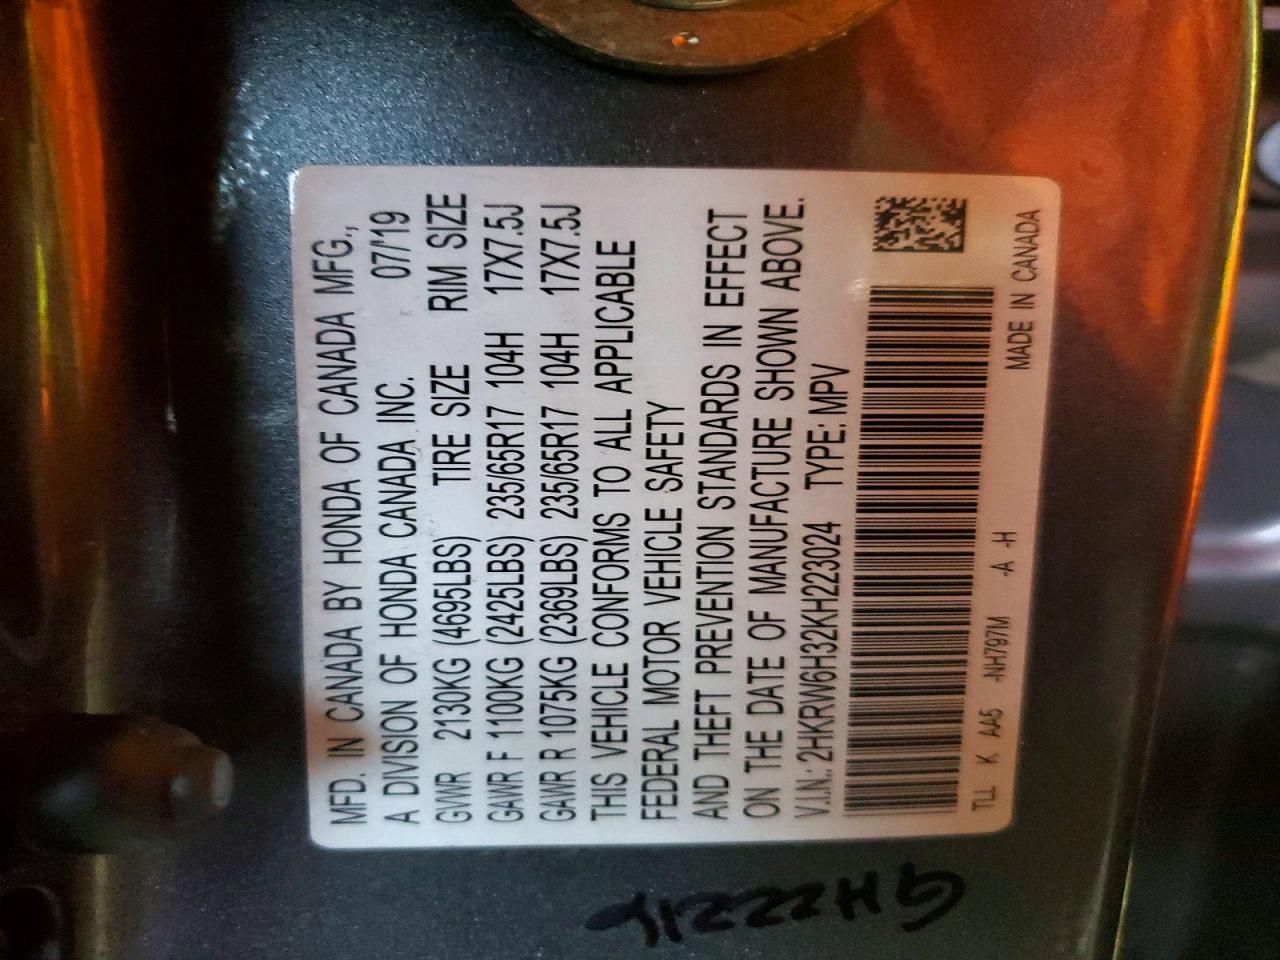 MFD. IN CANADA BY HONDA OF CANADA MFG.,
A DIVISION OF HONDA CANADA INC. 07/'19
GVWR 2130KG (4695LBS) TIRE SIZE RIM SIZE
GAWR F 1100KG (2425LBS) 235/65R17 104H 17X7.5J
GAWR R 1075KG (2369LBS) 235/65R17 104H 17X7.5J
THIS VEHICLE CONFORMS TO ALL APPLICABLE
FEDERAL MOTOR VEHICLE SAFETY
AND THEFT PREVENTION STANDARDS IN EFFECT
ON THE DATE OF MANUFACTURE SHOWN ABOVE.
V.I.N.: 2HKRW6H32KH223024 TYPE: MPV
TLL K AA5 -NH797M -A -H
MADE IN CANADA